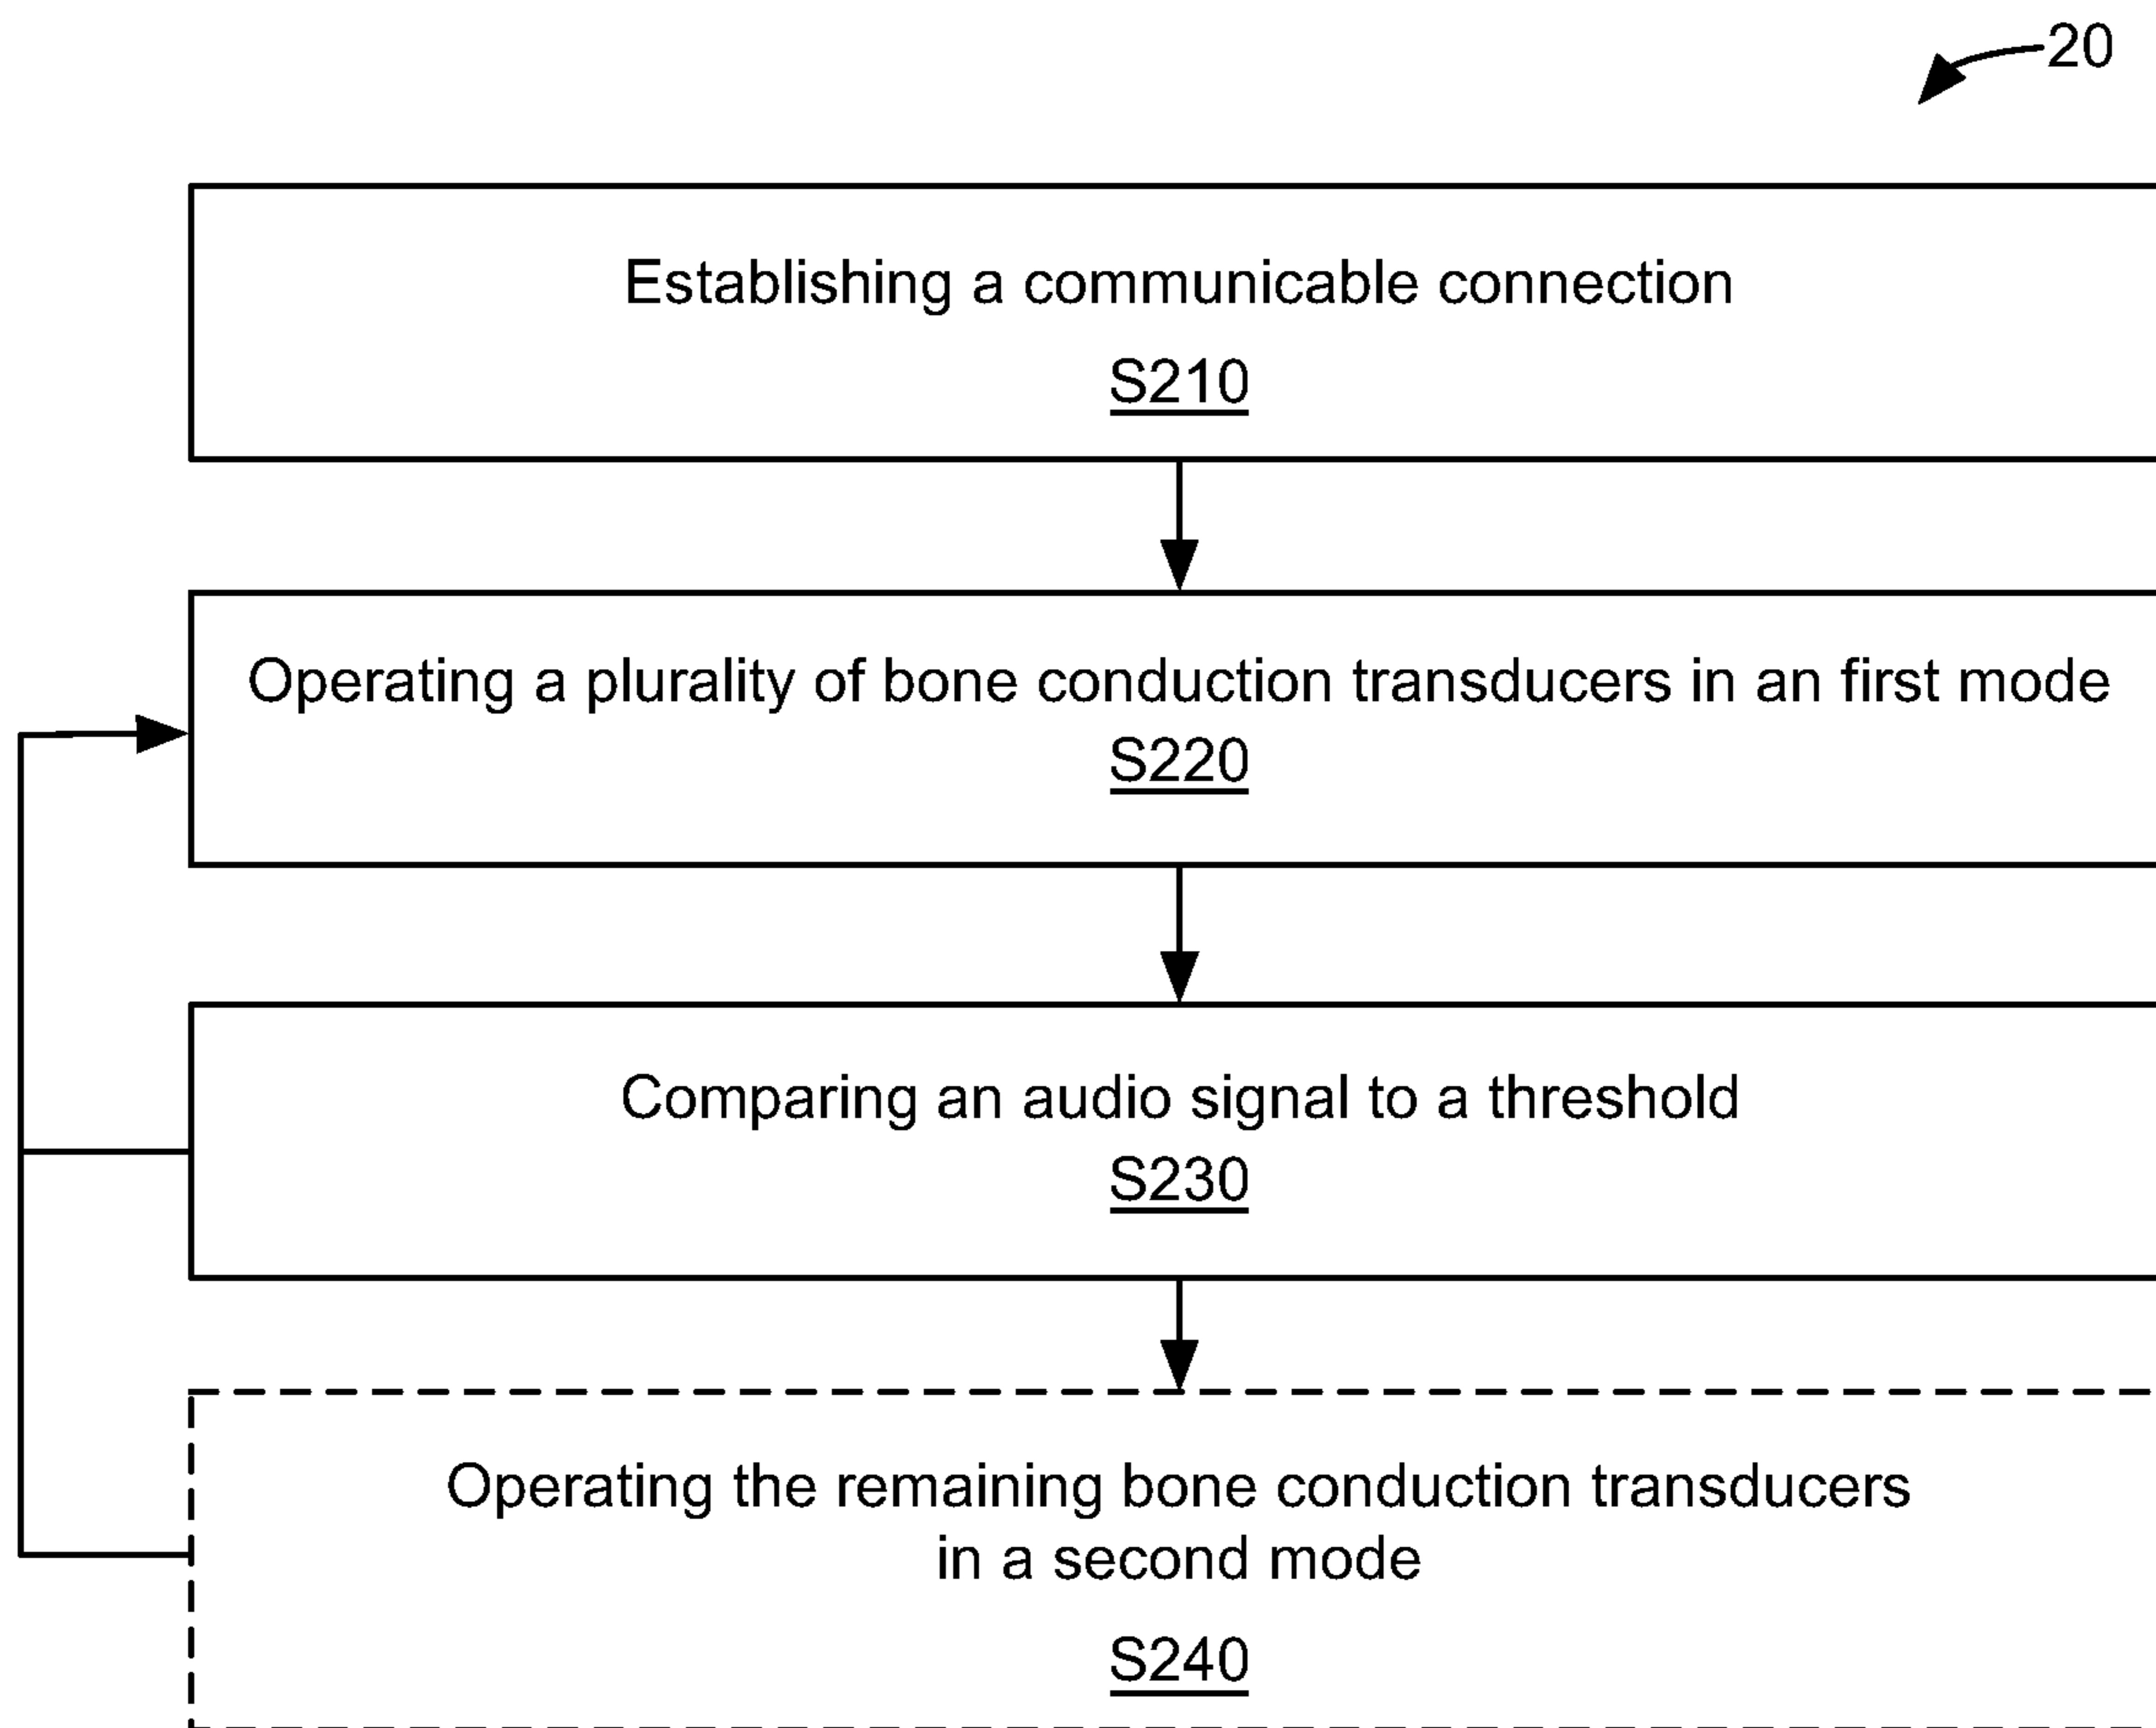 20
Establishing a communicable connection
S210
Operating a plurality of bone conduction transducers in an first mode
S220
Comparing an audio signal to a threshold
S230
Operating the remaining bone conduction transducers
in a second mode
S240